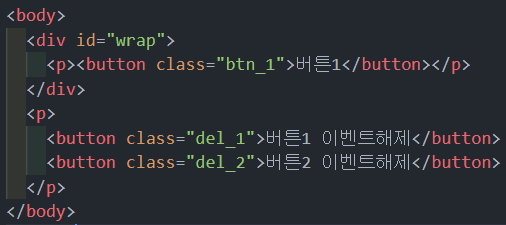 <body>
<div id="wrap">
<p><button class="btn_1">버튼1</button></p>
</div>
<p>
<button class="del_1">버튼1 이벤트해제</button>
<button class="del_2">버튼2 이벤트해제</button>
</p>
</body>